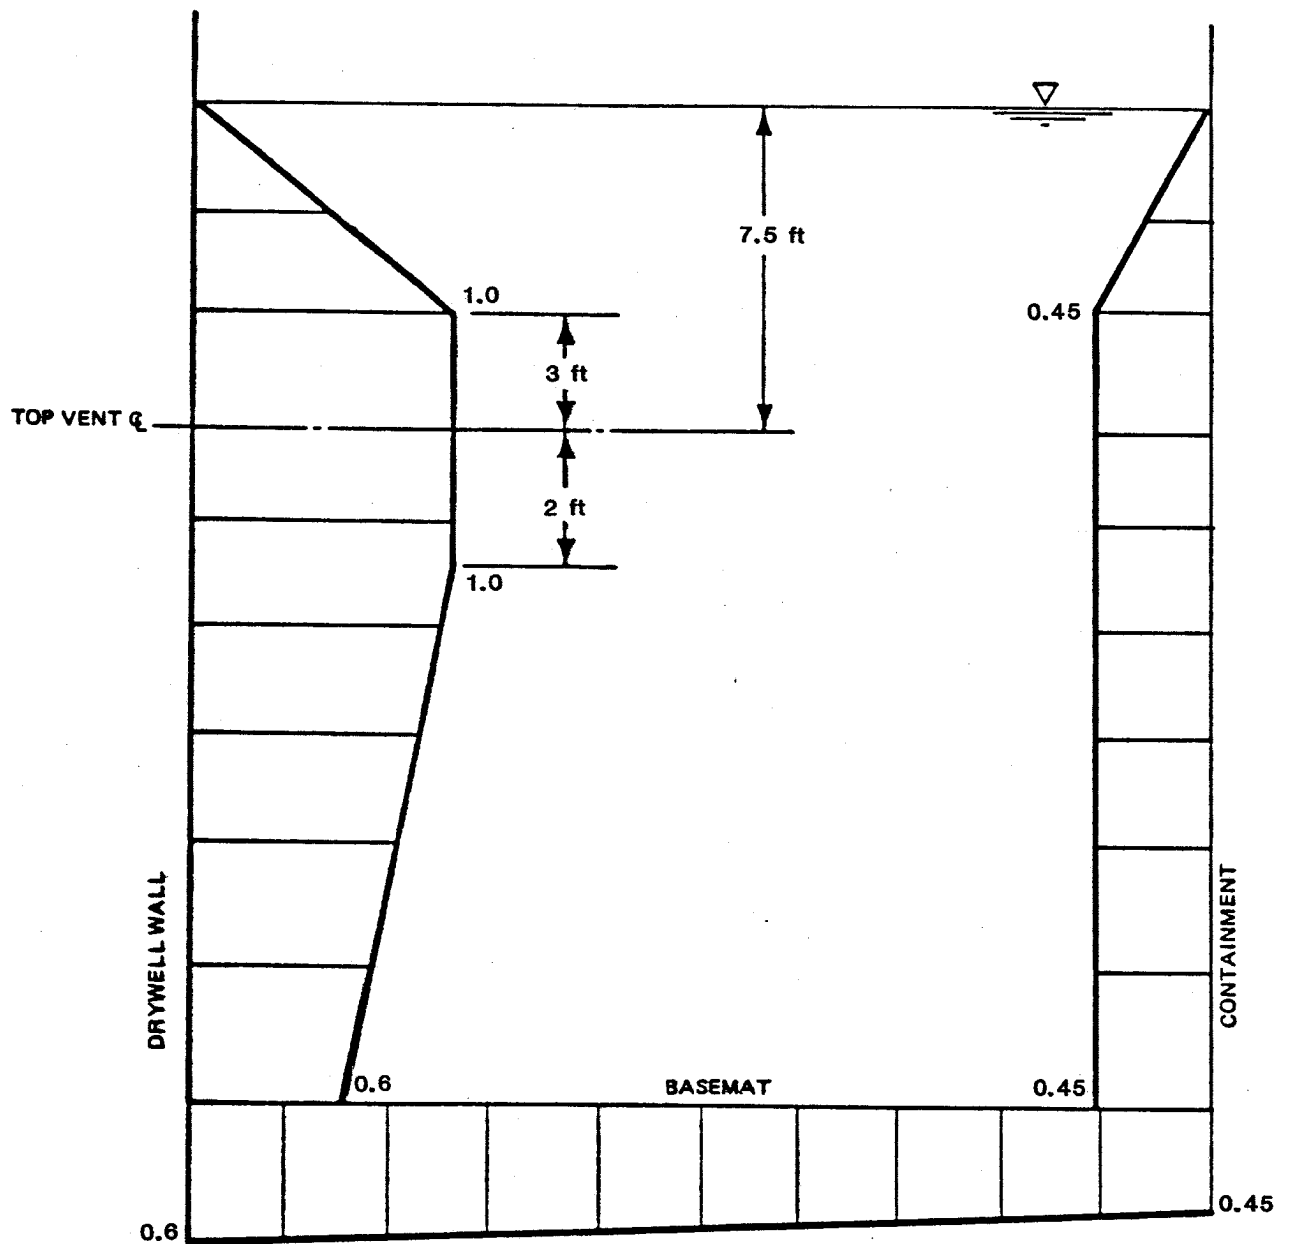 7.5 ft
1.0
0.45
3 ft
TOP VENT ℄
2 ft
1.0
DRYWELL WALL
CONTAINMENT
0.6
BASEMAT
0.45
0.6
0.45